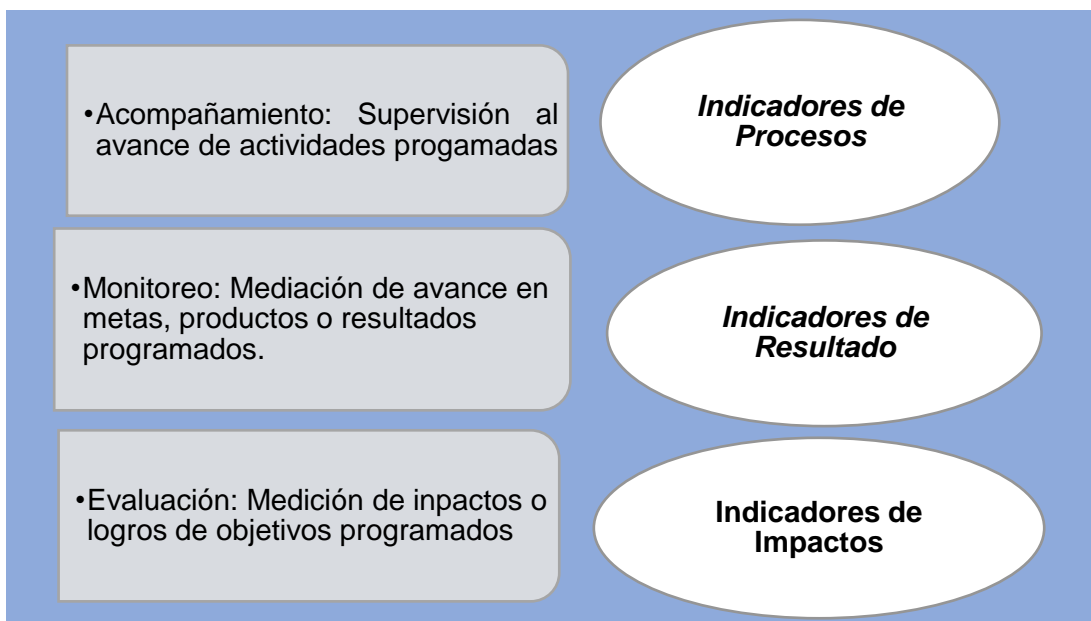 •Acompañamiento: Supervisión al
avance de actividades progamadas
Indicadores de
Procesos
•Monitoreo: Mediación de avance en
metas, productos o resultados
programados.
Indicadores de
Resultado
•Evaluación: Medición de inpactos o
logros de objetivos programados
Indicadores de
Impactos